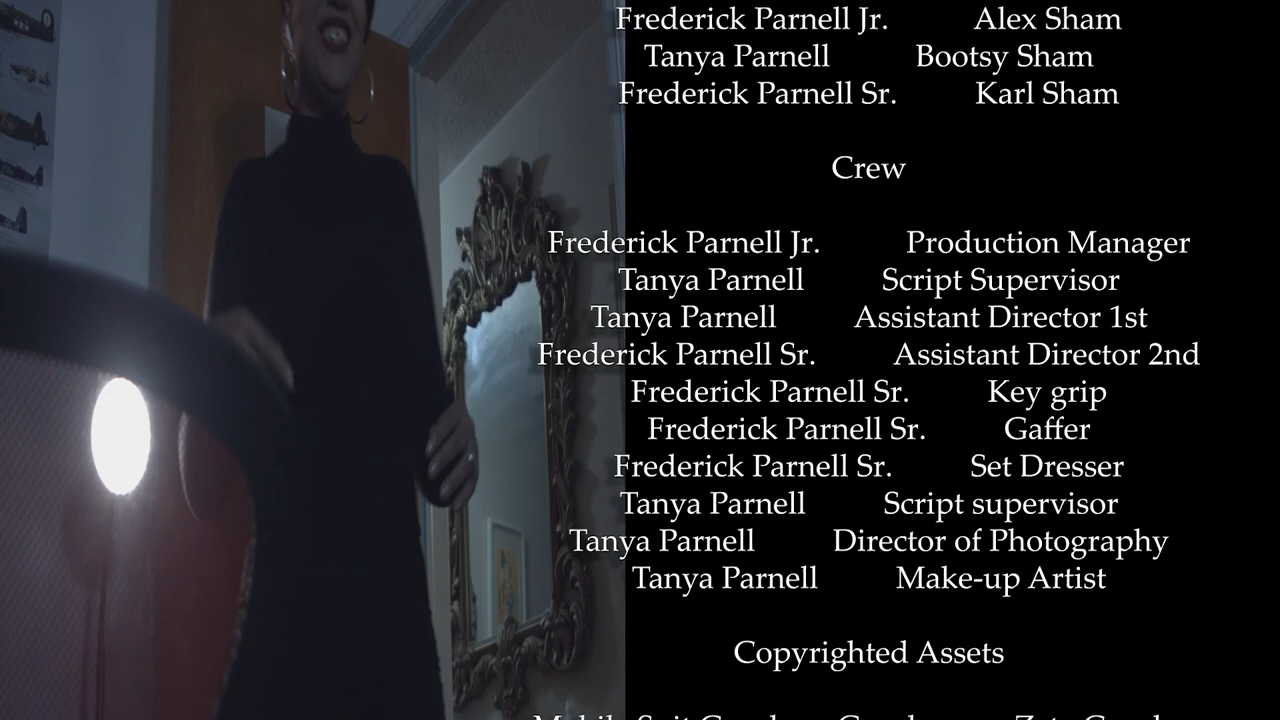 Frederick Parnell Jr. Alex Sham
Tanya Parnell Bootsy Sham
Frederick Parnell Sr. Karl Sham
Crew
Frederick Parnell Jr. Production Manager
Tanya Parnell Script Supervisor
Tanya Parnell Assistant Director 1st
Frederick Parnell Sr. Assistant Director 2nd
Frederick Parnell Sr. Key grip
Frederick Parnell Sr. Gaffer
Frederick Parnell Sr. Set Dresser
Tanya Parnell Script supervisor
Tanya Parnell Director of Photography
Tanya Parnell Make-up Artist
Copyrighted Assets
Mobile Suit